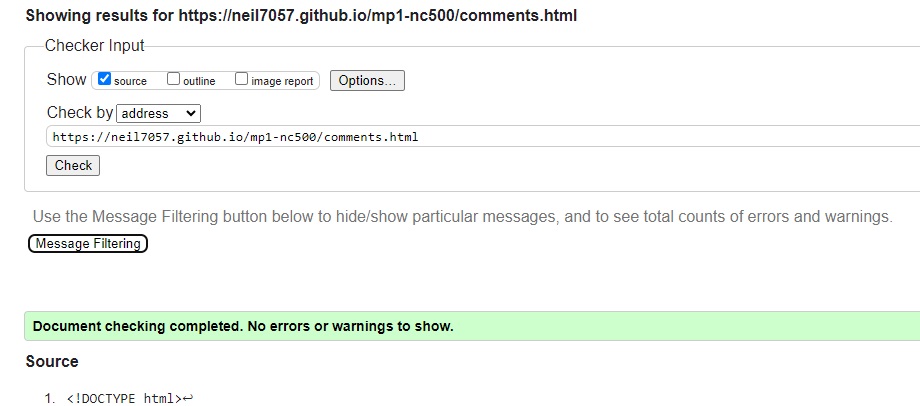 Showing results for https://neil7057.github.io/mp1-nc500/comments.html
Checker Input
Show source outline image report Options...
Check by address
https://neil7057.github.io/mp1-nc500/comments.html
Check
Use the Message Filtering button below to hide/show particular messages, and to see total counts of errors and warnings.
Message Filtering
Document checking completed. No errors or warnings to show.
Source
1. <!DOCTYPE html>↩